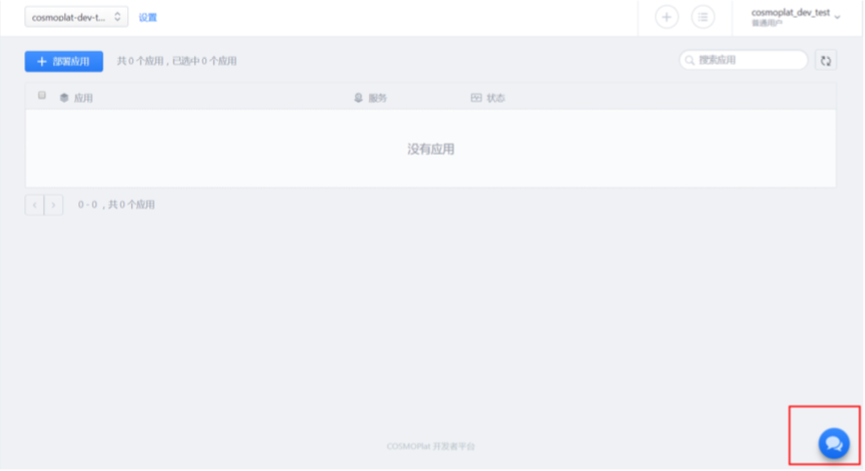 cosmoplat-dev-t... 设置
cosmoplat_dev_test
普通用户
部署应用 共 0 个应用，已选中 0 个应用 搜索应用
应用 服务 状态
没有应用
0 - 0 ，共 0 个应用
COSMOPlat 开发者平台